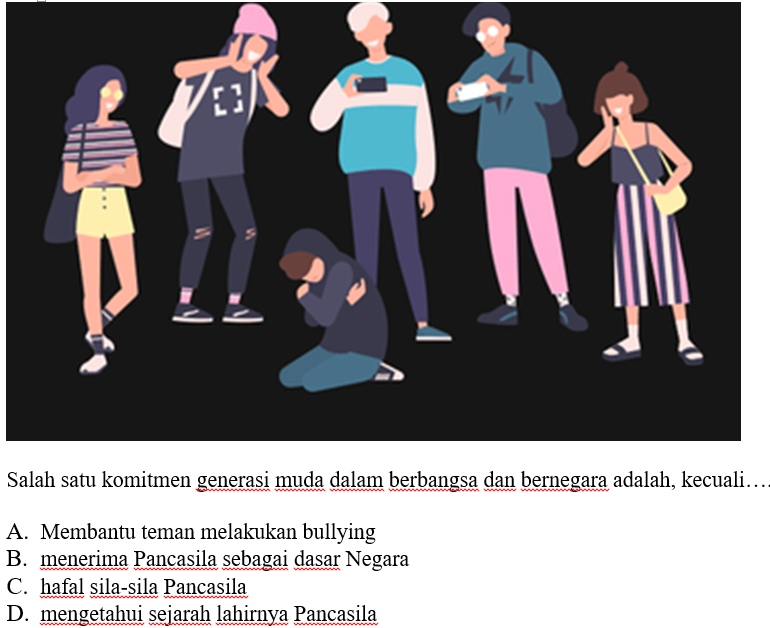 Salah satu komitmen generasi muda dalam berbangsa dan bernegara adalah, kecuali….
A. Membantu teman melakukan bullying
B. menerima Pancasila sebagai dasar Negara
C. hafal sila-sila Pancasila
D. mengetahui sejarah lahirnya Pancasila